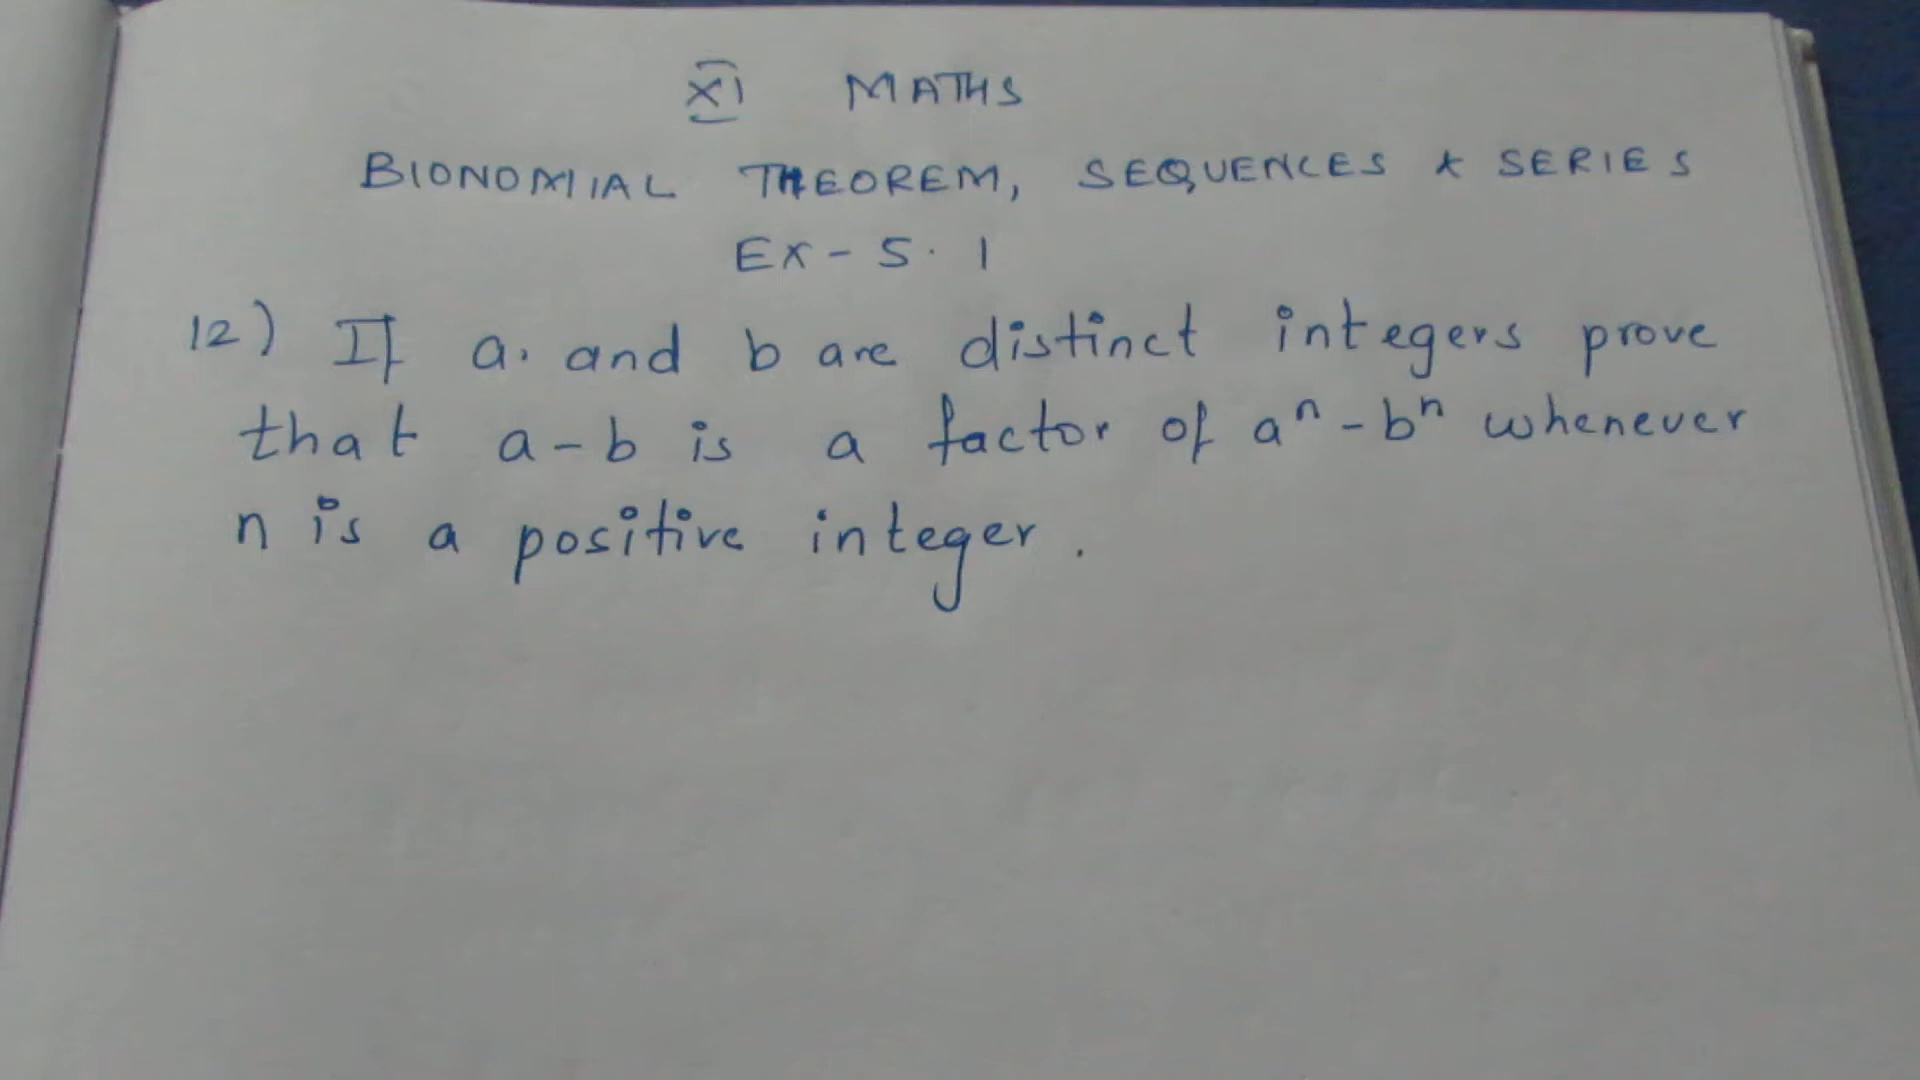 XI MATHS
BIONOMIAL THEOREM, SEQUENCES & SERIES
EX - 5.1
12) If a. and b are distinct integers prove
that a-b is a factor of aⁿ-bⁿ whenever
n is a positive integer.